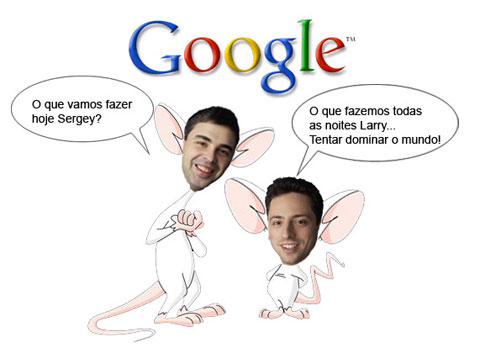 Google™
O que vamos fazer
hoje Sergey?
O que fazemos todas
as noites Larry...
Tentar dominar o mundo!